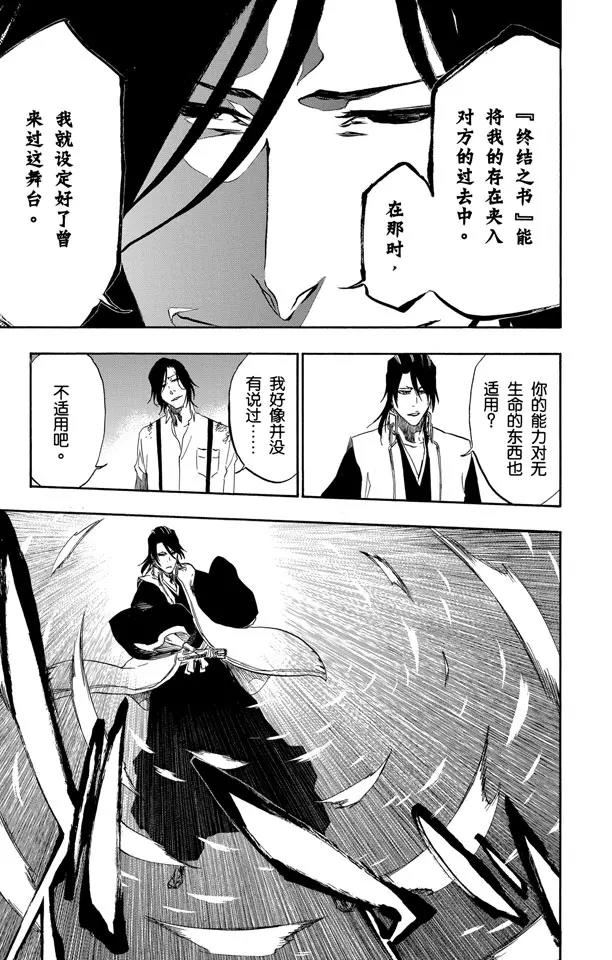 『终结之书』能
将我的存在夹入
对方的过去中。
在那时，
我就设定好了曾
来过这舞台。
你的能力对无
生命的东西也
适用？
我好像并没
有说过……
不适用吧。